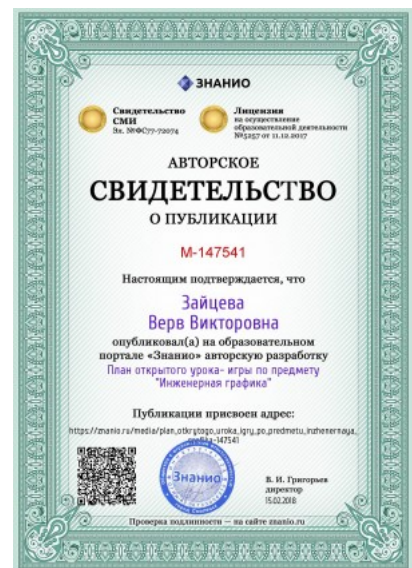 ЗНАНИО
Свидетельство
СМИ
Эл. №ФС77-72074
Лицензия
на осуществление
образовательной деятельности
№5257 от 11.12.2017
АВТОРСКОЕ
СВИДЕТЕЛЬСТВО
О ПУБЛИКАЦИИ
М-147541
Настоящим подтверждается, что
Зайцева
Верв Викторовна
опубликовал(а) на образовательном
портале «Знанио» авторскую разработку
План открытого урока- игры по предмету
"Инженерная графика"
Публикации присвоен адрес:
https://znanio.ru/media/plan_otkrytogo_uroka_igry_po_predmetu_inzhenernaya_
-147541
Знанио
В. И. Григорьев
директор
15.02.2018
Проверка подлинности — на сайте znanio.ru